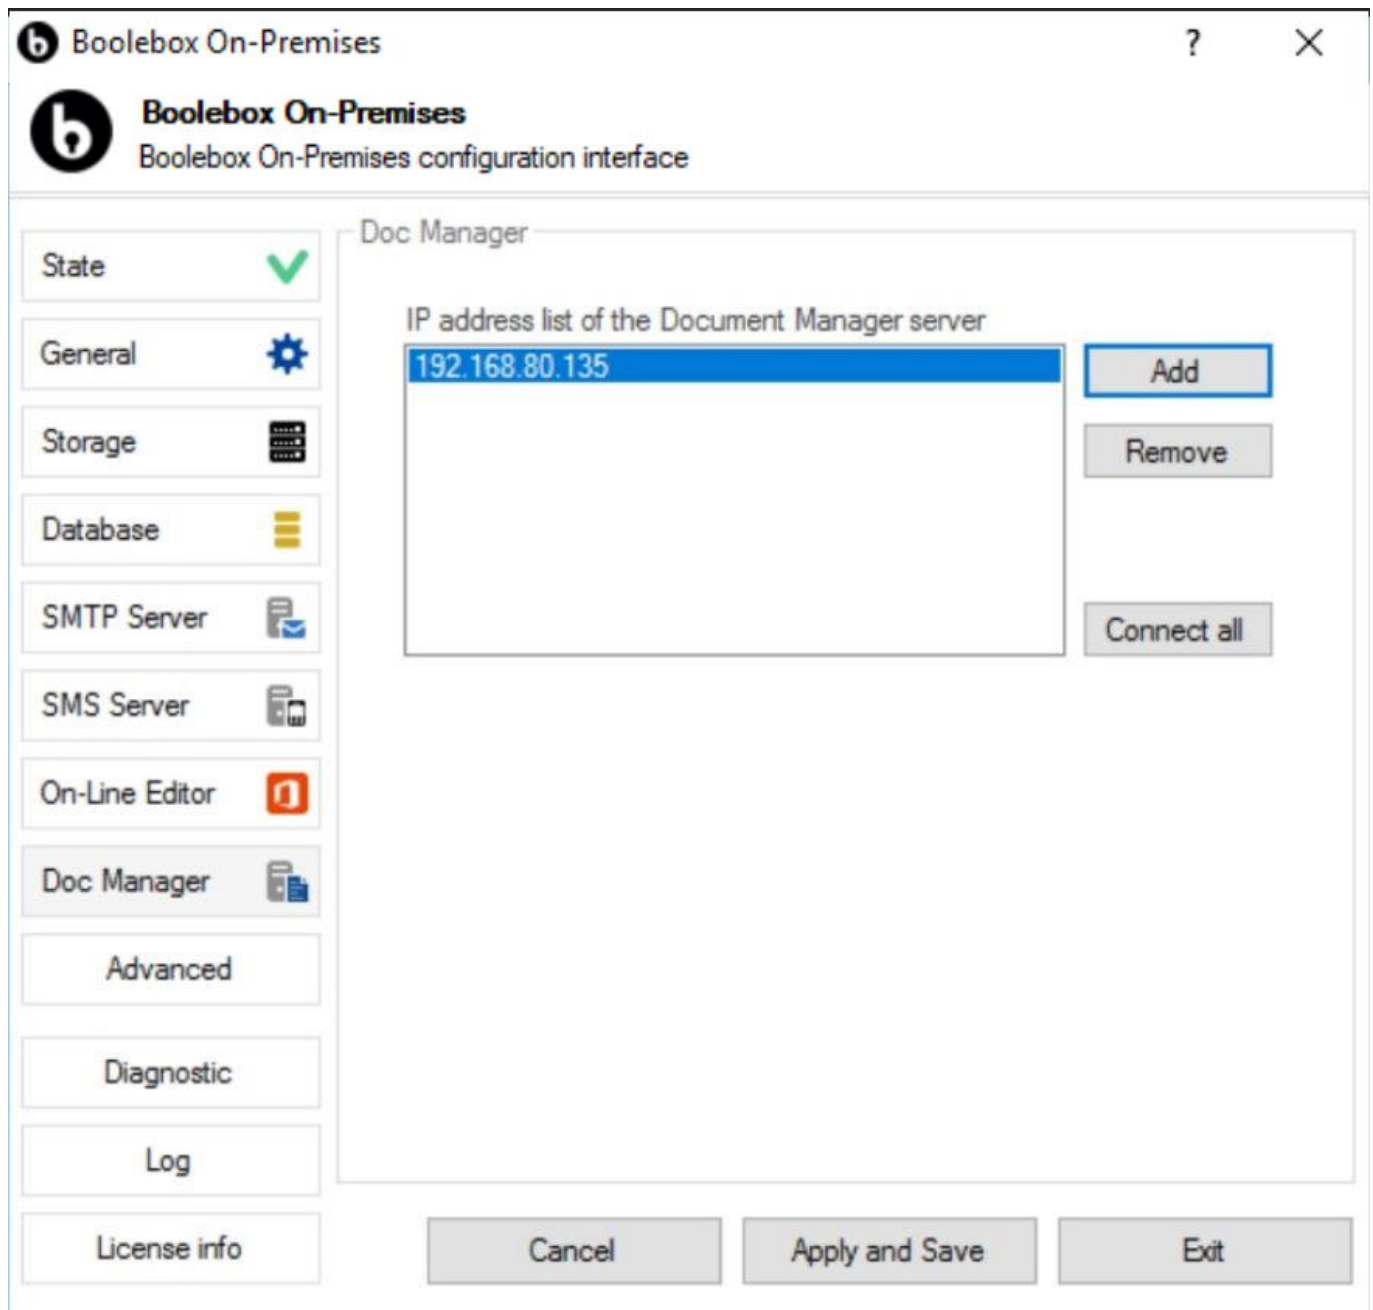 Boolebox On-Premises
?
Boolebox On-Premises
Boolebox On-Premises configuration interface
State
General
Storage
Database
SMTP Server
SMS Server
On-Line Editor
Doc Manager
Advanced
Diagnostic
Log
License info
Doc Manager
IP address list of the Document Manager server
192.168.80.135
Add
Remove
Connect all
Cancel
Apply and Save
Exit